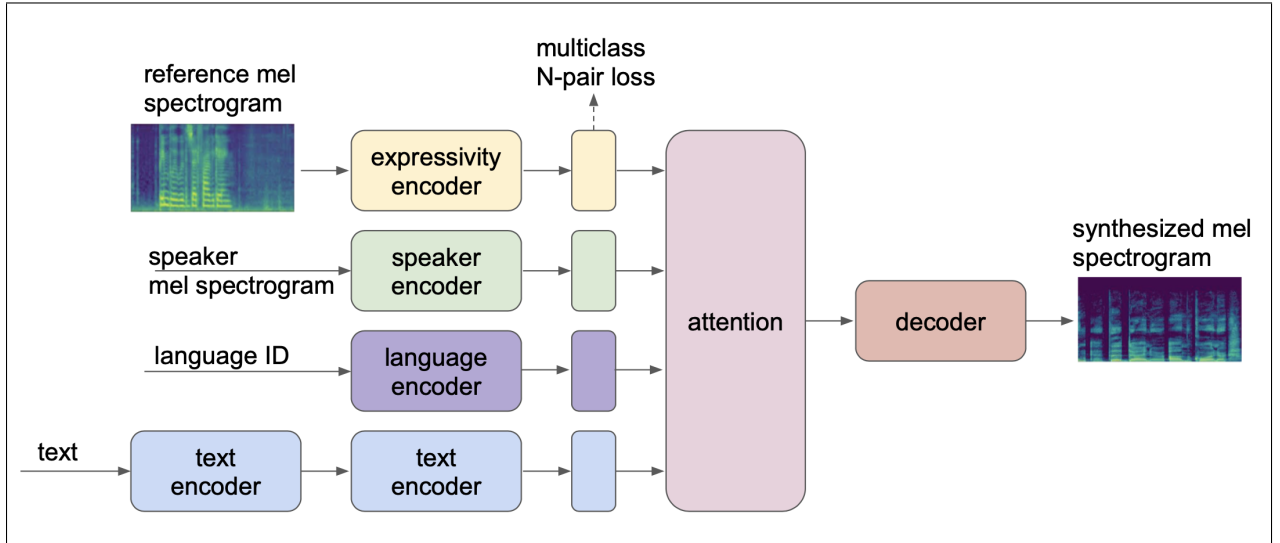 multiclass
N-pair loss
reference mel
spectrogram
expressivity
encoder
speaker
mel spectrogram
speaker
encoder
language ID
language
encoder
text
text
encoder
text
encoder
attention
decoder
synthesized mel
spectrogram